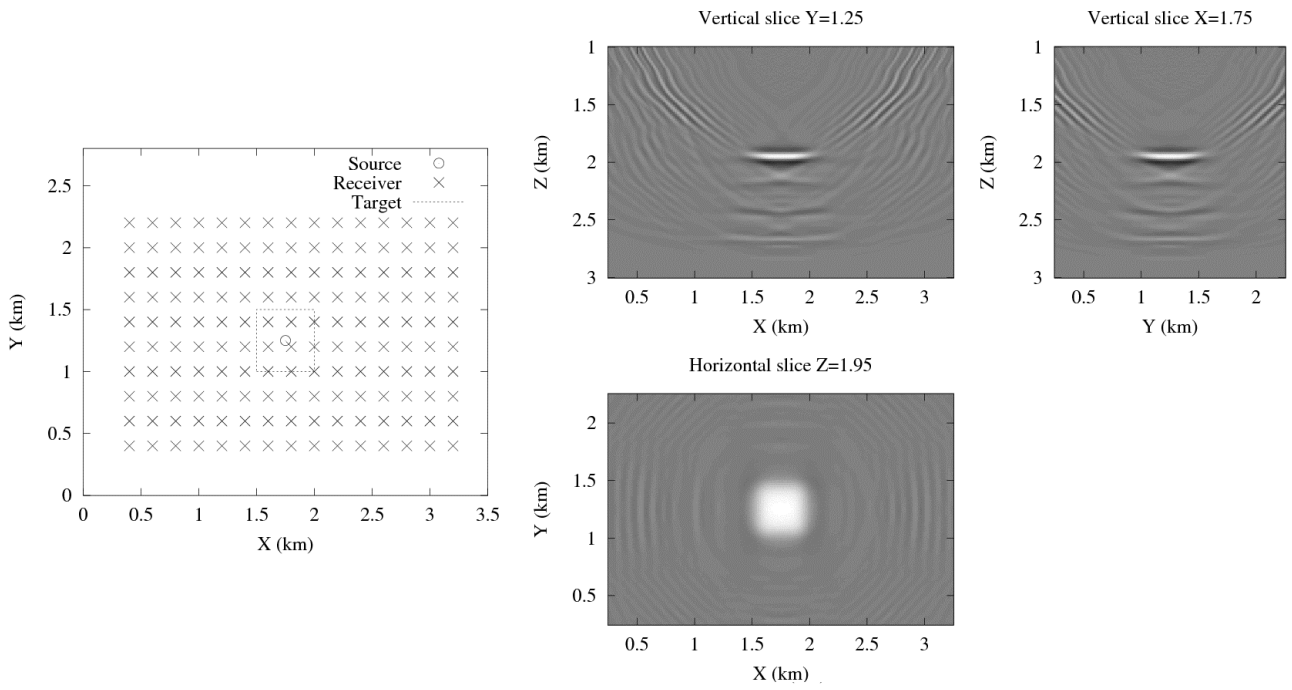 Source
Receiver
Target
2.5
2
1.5
1
0.5
0
0 0.5 1 1.5 2 2.5 3 3.5
X (km)
Y (km)
Vertical slice Y=1.25
1
1.5
2
2.5
3
0.5 1 1.5 2 2.5 3
X (km)
Z (km)
Vertical slice X=1.75
1
1.5
2
2.5
3
0.5 1 1.5 2
Y (km)
Z (km)
Horizontal slice Z=1.95
2
1.5
1
0.5
0.5 1 1.5 2 2.5 3
X (km)
Y (km)